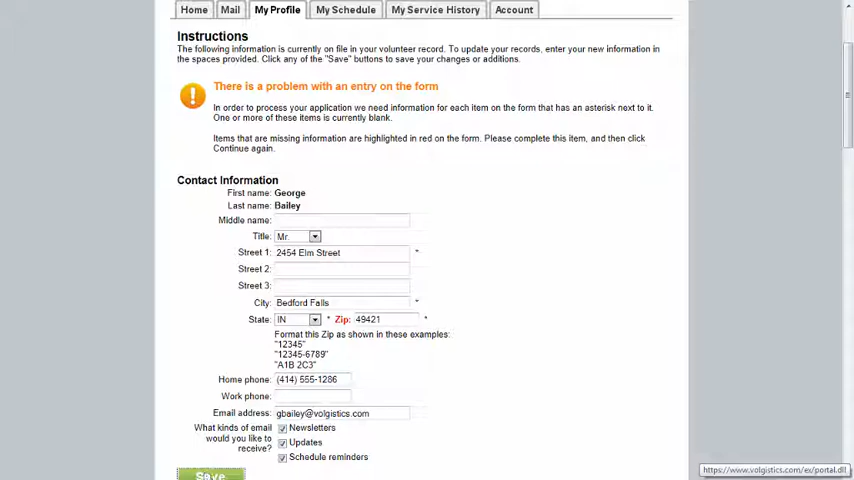 Home Mail My Profile My Schedule My Service History Account
Instructions
The following information is currently on file in your volunteer record. To update your records, enter your new information in
the spaces provided. Click any of the "Save" buttons to save your changes or additions.
There is a problem with an entry on the form
In order to process your application we need information for each item on the form that has an asterisk next to it.
One or more of these items is currently blank.
Items that are missing information are highlighted in red on the form. Please complete this item, and then click
Continue again.
Contact Information
First name: George
Last name: Bailey
Middle name:
Title: Mr.
Street 1: 2454 Elm Street *
Street 2:
Street 3:
City: Bedford Falls *
State: IN * Zip: 49421 *
Format this Zip as shown in these examples:
"12345"
"12345-6789"
"A1B 2C3"
Home phone: (414) 555-1286
Work phone:
Email address: gbailey@volgistics.com
What kinds of email would you like to receive? Newsletters
Updates
Schedule reminders
Save
https://www.volgistics.com/ex/portal.dll